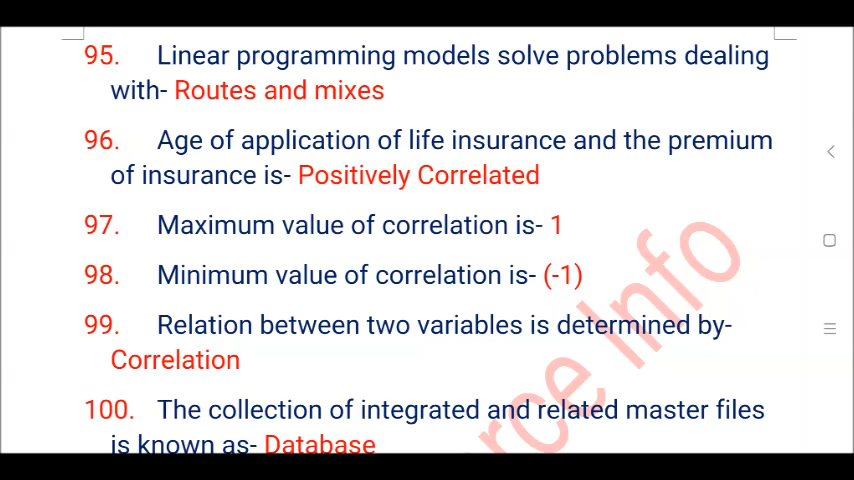 95. Linear programming models solve problems dealing
with- Routes and mixes
96. Age of application of life insurance and the premium
of insurance is- Positively Correlated
97. Maximum value of correlation is- 1
98. Minimum value of correlation is- (-1)
99. Relation between two variables is determined by-
Correlation
100. The collection of integrated and related master files
is known as- Database
rce Info